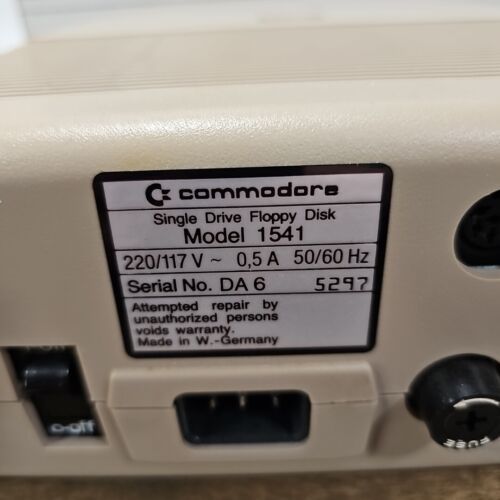 commodore
Single Drive Floppy Disk
Model 1541
220/117 V ~ 0,5 A 50/60 Hz
Serial No. DA 6 5297
Attempted repair by
unauthorized persons
voids warranty.
Made in W.-Germany
o-off
FUSE